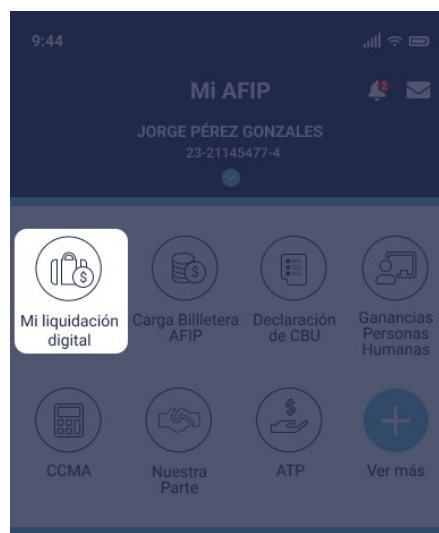 9:44
Mi AFIP
2
JORGE PÉREZ GONZALES
23-21145477-4
$
Mi liquidación
digital
$
Carga Billletera
AFIP
Declaración
de CBU
Ganancias
Personas
Humanas
CCMA
Nuestra
Parte
$
ATP
+
Ver más